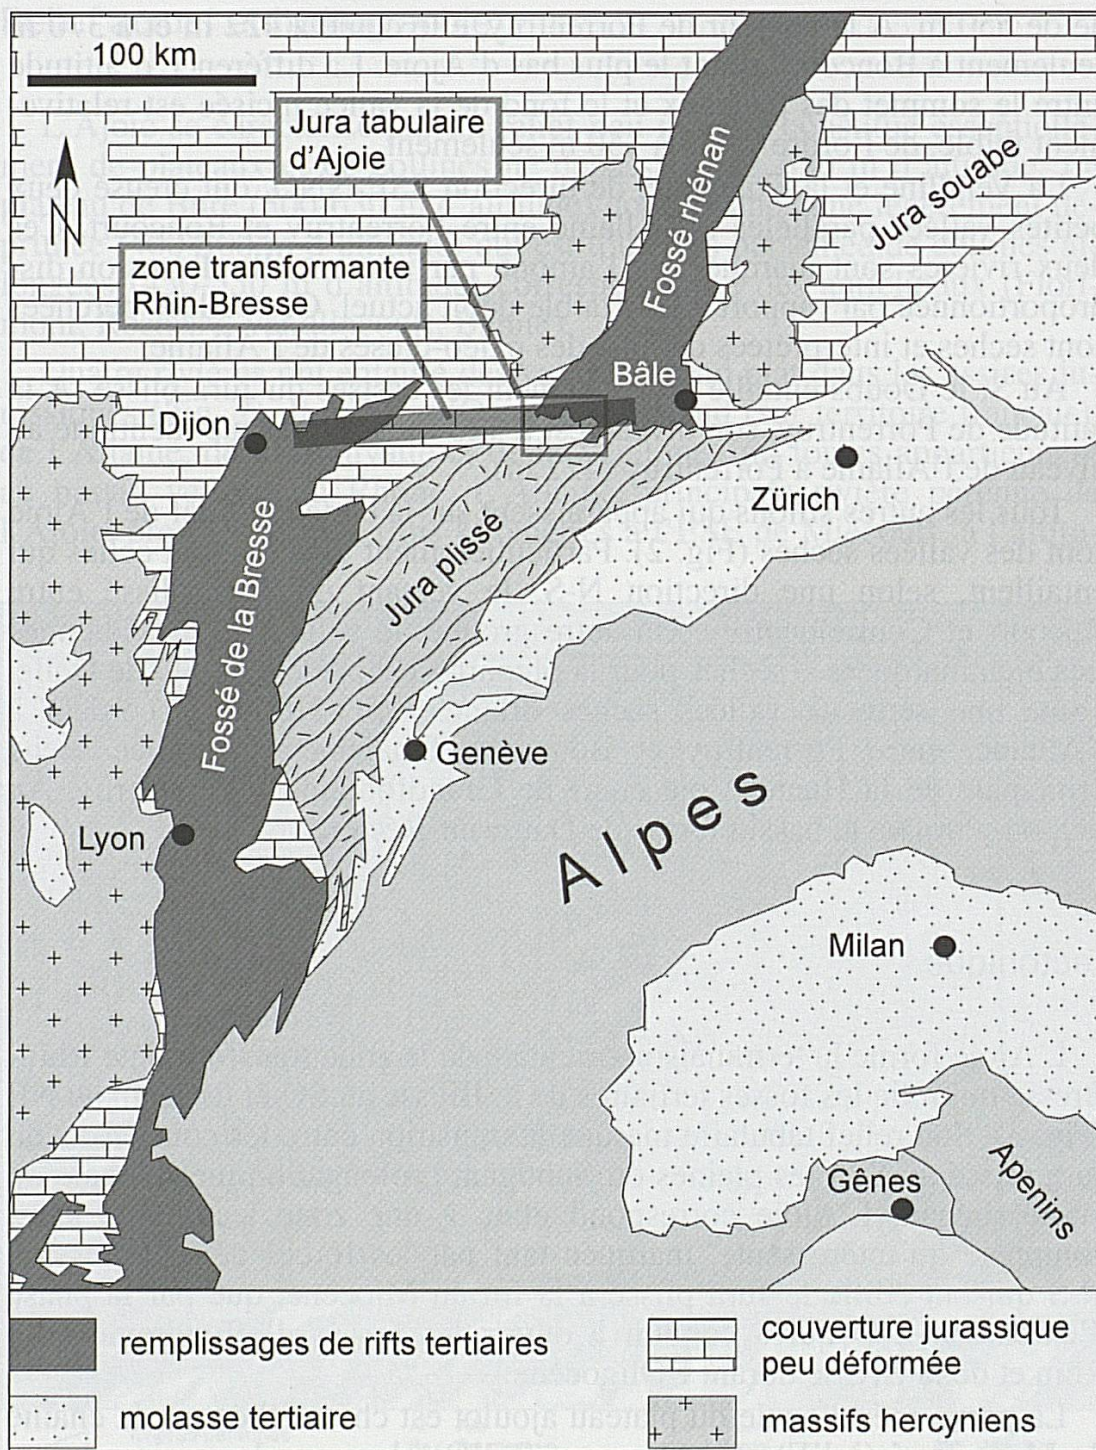 100 km
Jura tabulaire
d'Ajoie
zone transformante
Rhin-Bresse
N
Fossé rhénan
Jura souabe
Bâle
Dijon
Zürich
Jura plissé
Fossé de la Bresse
Genève
Lyon
Alpes
Milan
Gênes
Apenins
remplissages de rifts tertiaires
couverture jurassique
peu déformée
molasse tertiaire
massifs hercyniens